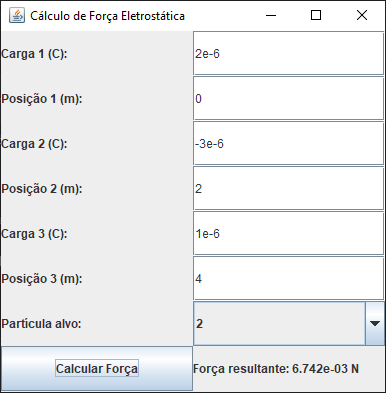 Cálculo de Força Eletrostática
Carga 1 (C): 2e-6
Posição 1 (m): 0
Carga 2 (C): -3e-6
Posição 2 (m): 2
Carga 3 (C): 1e-6
Posição 3 (m): 4
Partícula alvo: 2
Calcular Força Força resultante: 6.742e-03 N